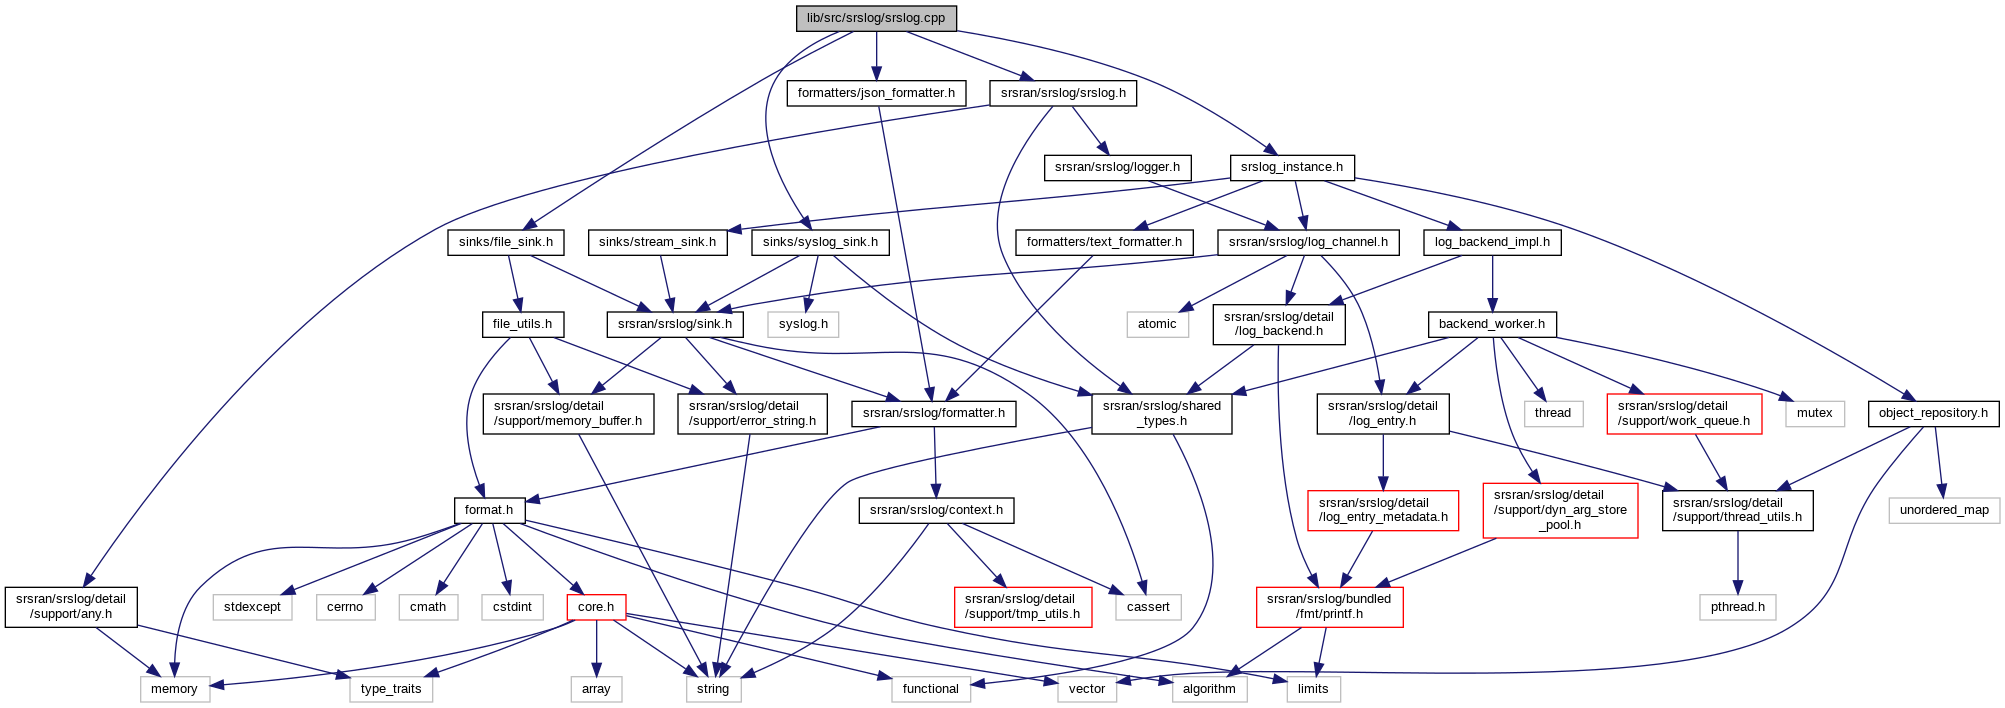 lib/src/srslog/srslog.cpp
formatters/json_formatter.h
srsran/srslog/srslog.h
srsran/srslog/logger.h
srslog_instance.h
sinks/file_sink.h
sinks/stream_sink.h
sinks/syslog_sink.h
formatters/text_formatter.h
srsran/srslog/log_channel.h
log_backend_impl.h
file_utils.h
srsran/srslog/sink.h
syslog.h
atomic
srsran/srslog/detail
/log_backend.h
backend_worker.h
srsran/srslog/detail
/support/memory_buffer.h
srsran/srslog/detail
/support/error_string.h
srsran/srslog/formatter.h
srsran/srslog/shared
_types.h
srsran/srslog/detail
/log_entry.h
thread
srsran/srslog/detail
/support/work_queue.h
mutex
object_repository.h
format.h
srsran/srslog/context.h
srsran/srslog/detail
/log_entry_metadata.h
srsran/srslog/detail
/support/dyn_arg_store
_pool.h
srsran/srslog/detail
/support/thread_utils.h
unordered_map
srsran/srslog/detail
/support/any.h
stdexcept
cerrno
cmath
cstdint
core.h
srsran/srslog/detail
/support/tmp_utils.h
cassert
srsran/srslog/bundled
/fmt/printf.h
pthread.h
memory
type_traits
array
string
functional
vector
algorithm
limits